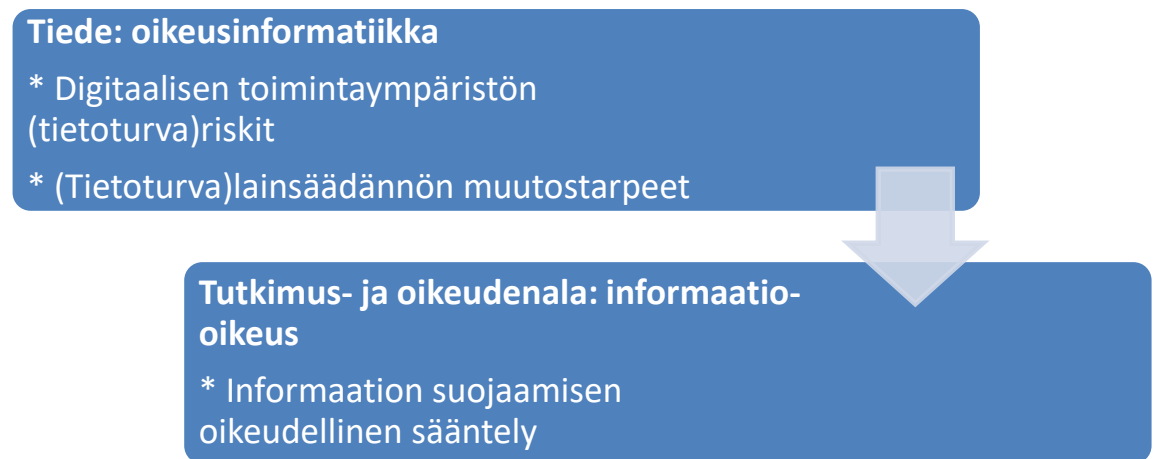 Tiede: oikeusinformatiikka
* Digitaalisen toimintaympäristön
(tietoturva)riskit
* (Tietoturva)lainsäädännön muutostarpeet
Tutkimus- ja oikeudenala: informaatio-
oikeus
* Informaation suojaamisen
oikeudellinen sääntely